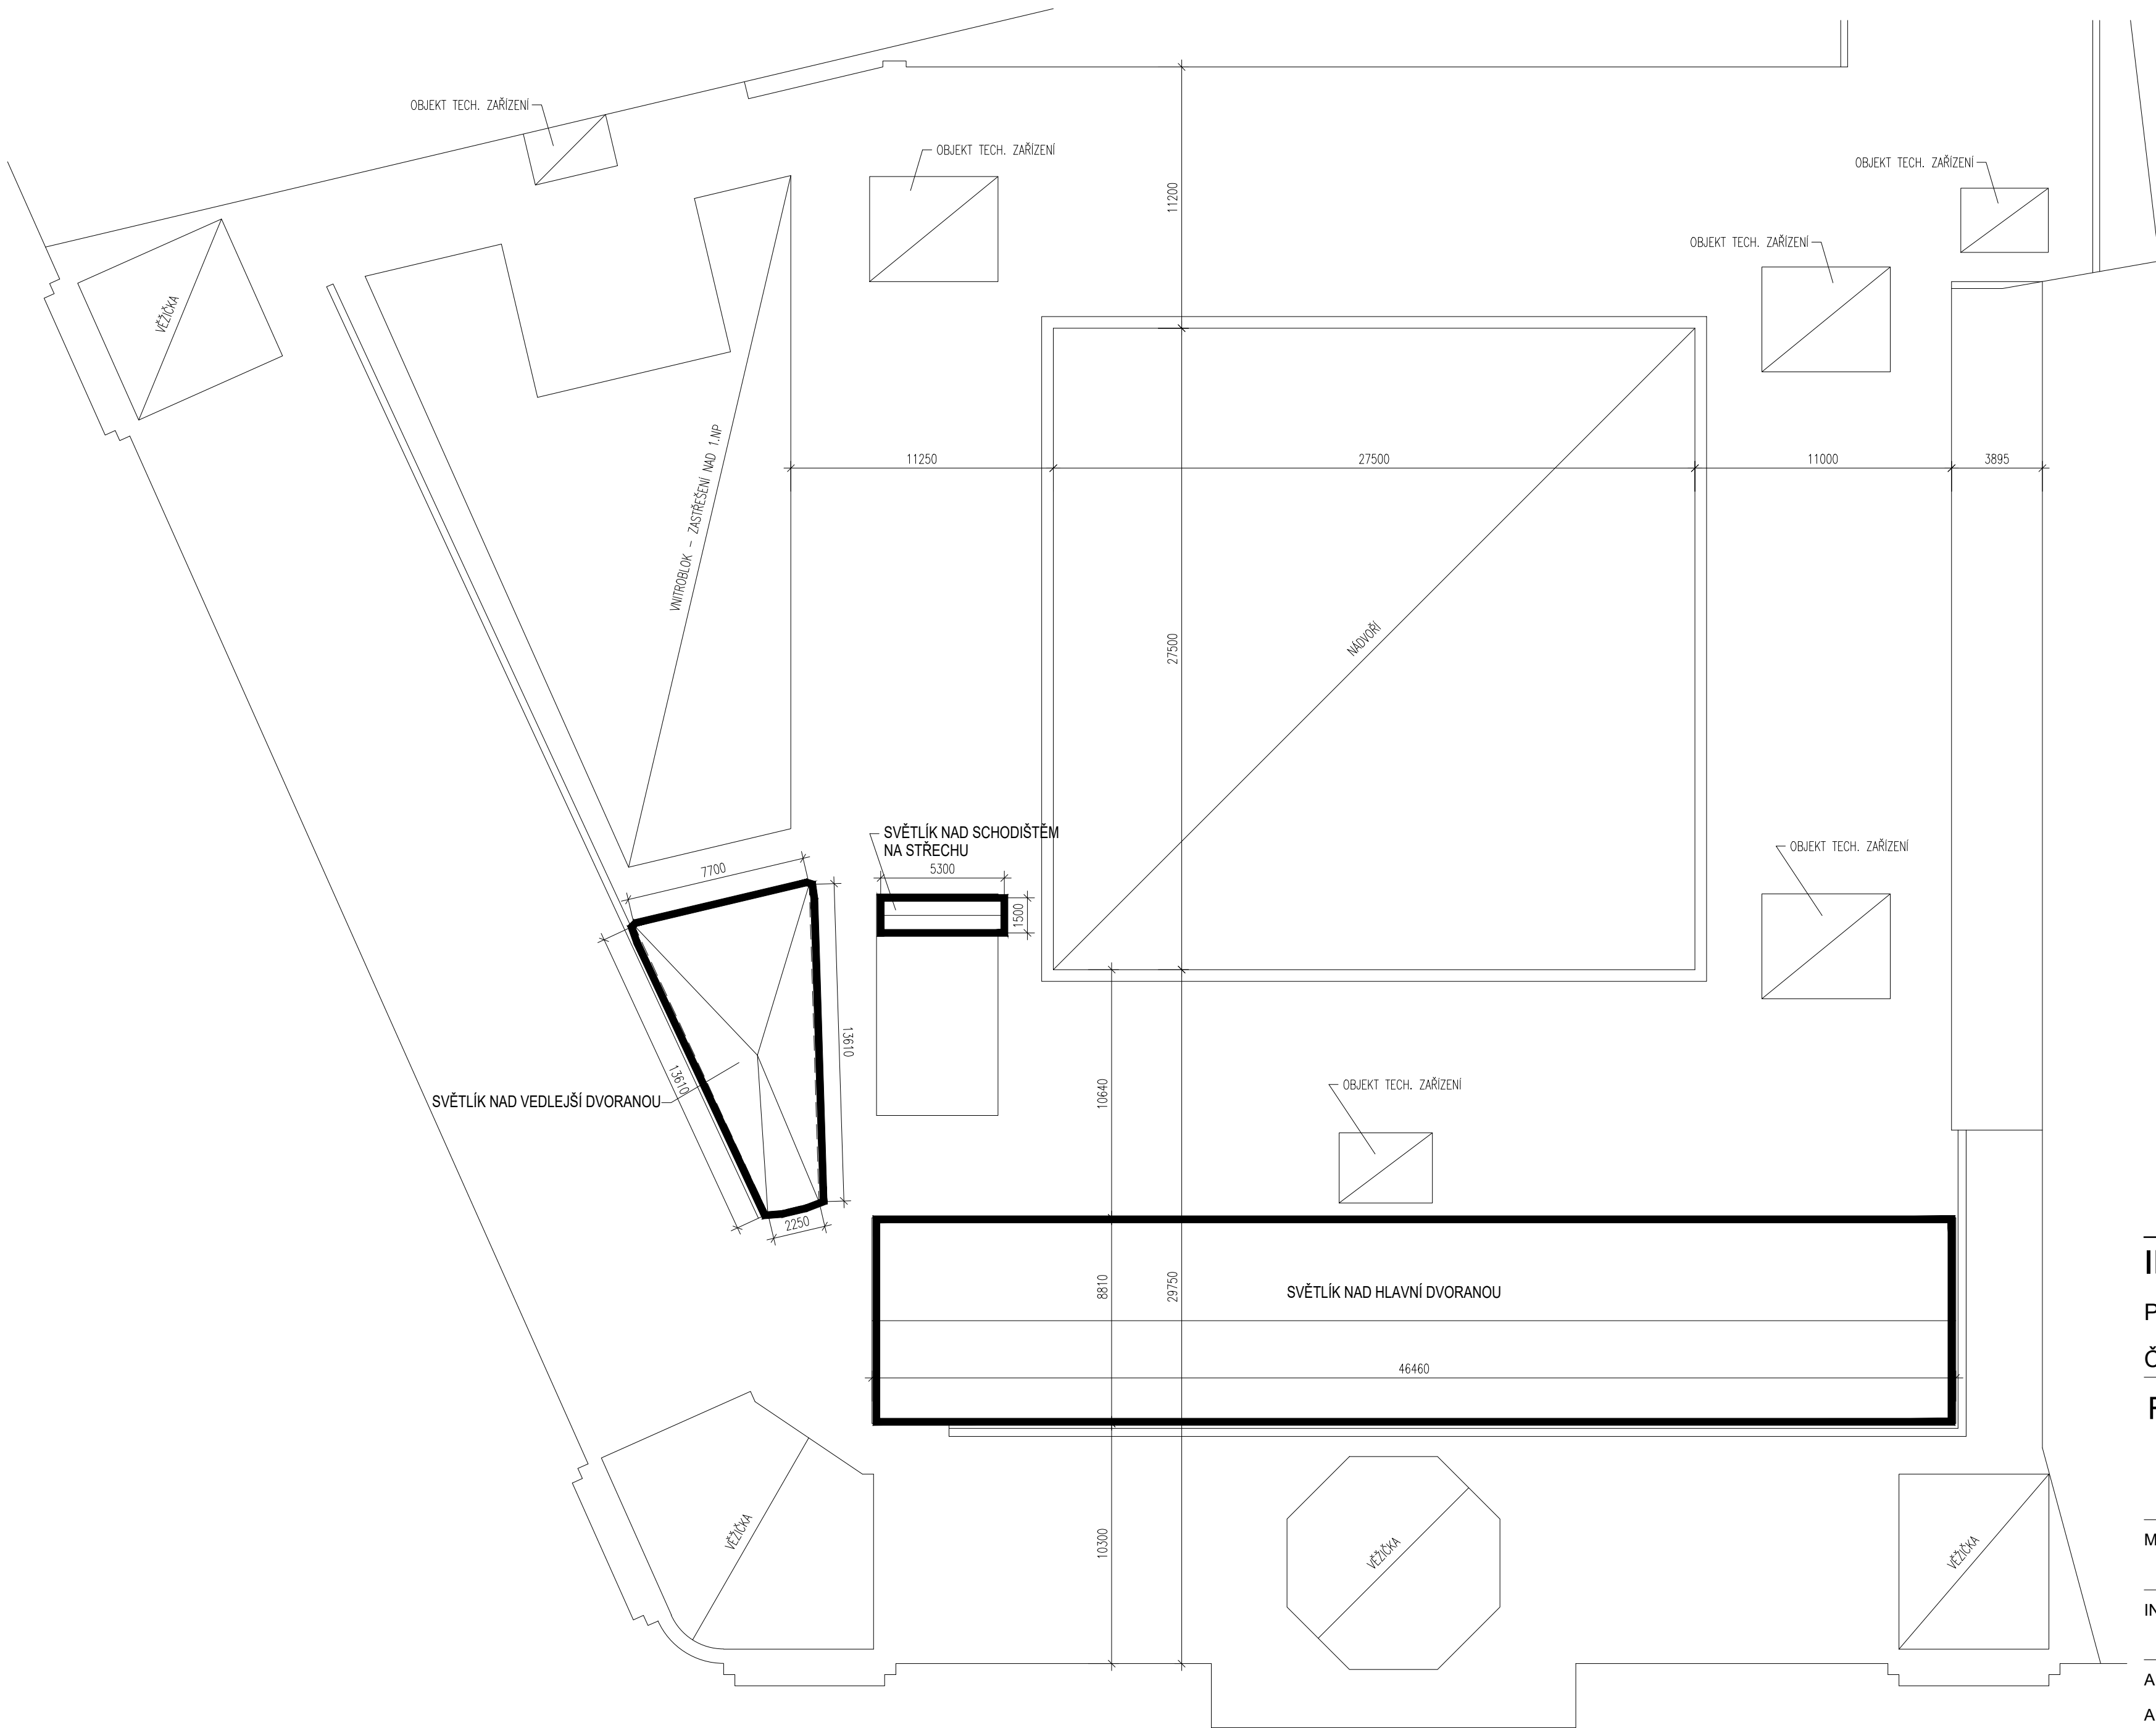 OBJEKT TECH. ZAŘÍZENÍ
OBJEKT TECH. ZAŘÍZENÍ
OBJEKT TECH. ZAŘÍZENÍ
11200
OBJEKT TECH. ZAŘÍZENÍ
VĚŽIČKA
VNITROBLOK - ZASTŘEŠENÍ NAD 1.NP
11250
27500
11000
3895
27500
NÁDVOŘÍ
SVĚTLÍK NAD SCHODIŠTĚM
NA STŘECHU
5300
1500
7700
OBJEKT TECH. ZAŘÍZENÍ
13610
13610
SVĚTLÍK NAD VEDLEJŠÍ DVORANOU
10640
OBJEKT TECH. ZAŘÍZENÍ
2250
8810
29750
SVĚTLÍK NAD HLAVNÍ DVORANOU
46460
10300
VĚŽIČKA
VĚŽIČKA
VĚŽIČKA
P
Č
M
IN
A
A